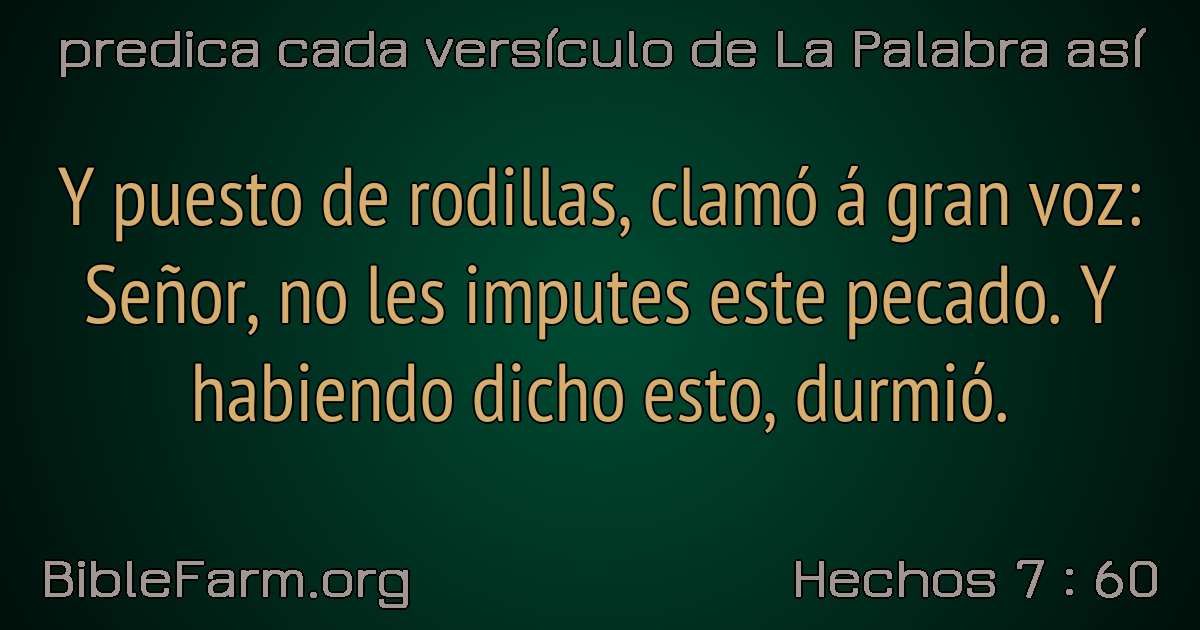 predica cada versículo de La Palabra así
Y puesto de rodillas, clamó á gran voz:
Señor, no les imputes este pecado. Y
habiendo dicho esto, durmió.
BibleFarm.org
Hechos 7 : 60